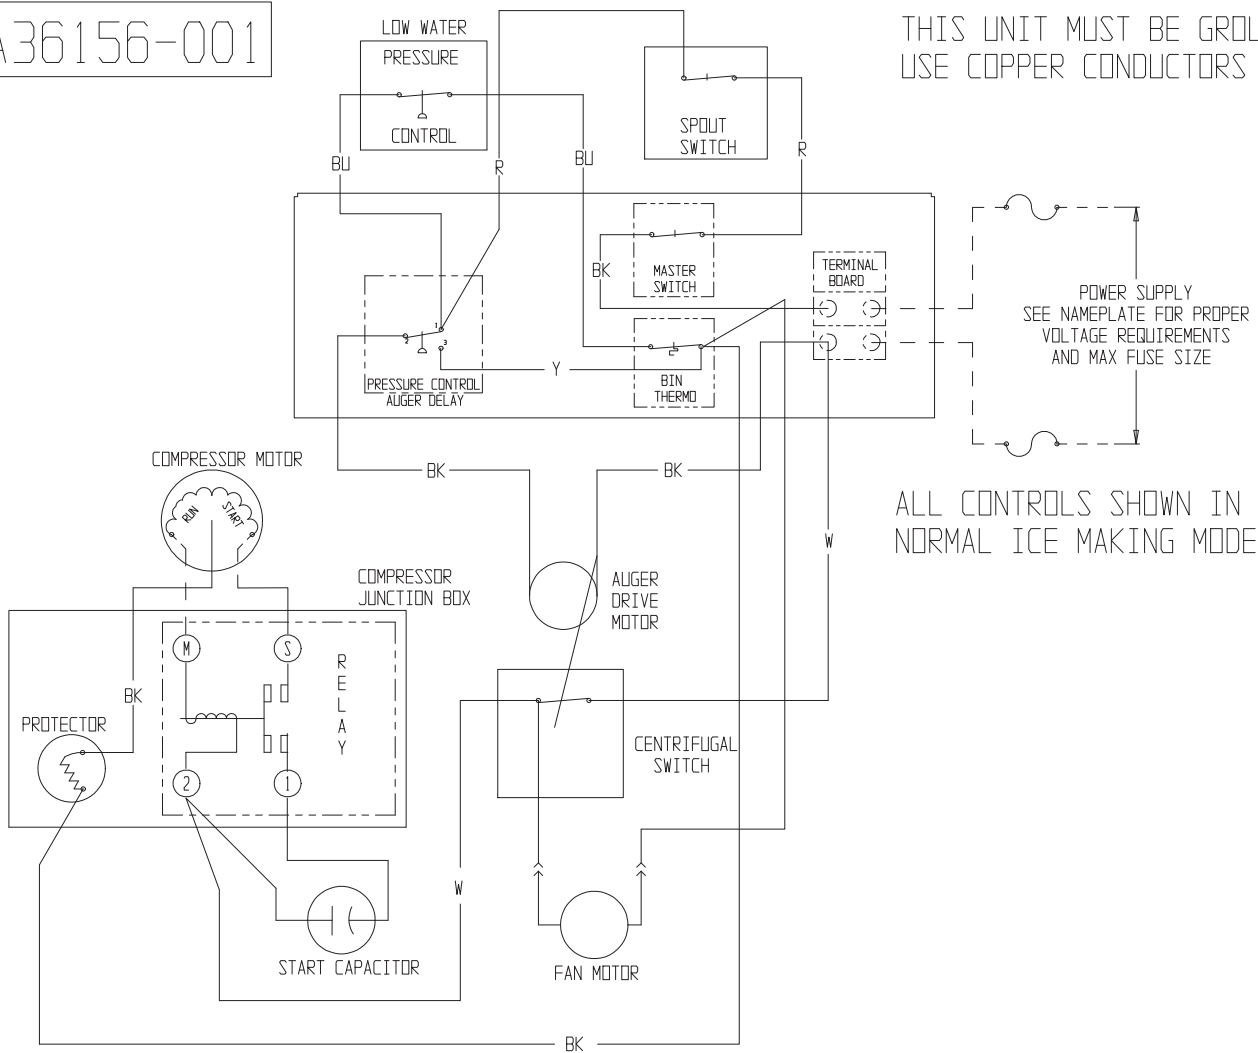 A36156-001
LOW WATER
PRESSURE
CONTROL
SPOUT
SWITCH
THIS UNIT MUST BE
USE COPPER CONDUCTORS
BU
R
BU
R
BK
MASTER
SWITCH
TERMINAL
BOARD
POWER SUPPLY
SEE NAMEPLATE FOR PROPER
VOLTAGE REQUIREMENTS
AND MAX FUSE SIZE
1
2
3
PRESSURE CONTROL
AUGER DELAY
Y
BIN
THERMO
COMPRESSOR MOTOR
RUN
START
BK
BK
ALL CONTROLS SHOWN IN
NORMAL ICE MAKING MODE
W
COMPRESSOR
JUNCTION BOX
AUGER
DRIVE
MOTOR
M
S
RELAY
BK
PROTECTOR
2
1
CENTRIFUGAL
SWITCH
W
START CAPACITOR
FAN MOTOR
BK